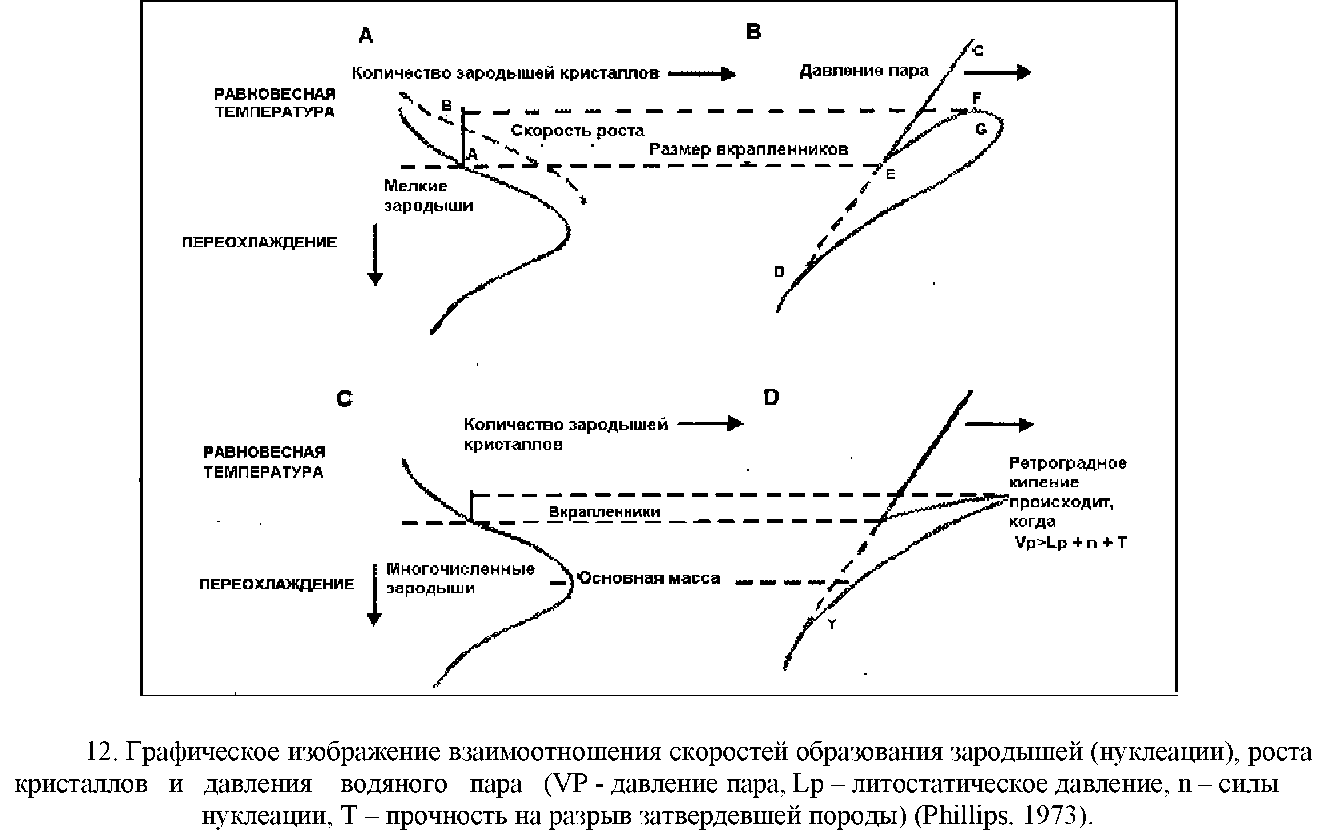 A
B
Количество зародышей кристаллов
Давление пара
C
РАВНОВЕСНАЯ
ТЕМПЕРАТУРА
B
F
Скорость роста
G
A
Размер вкрапленников
E
Мелкие
зародыши
ПЕРЕОХЛАЖДЕНИЕ
D
C
D
Количество зародышей
кристаллов
РАВНОВЕСНАЯ
ТЕМПЕРАТУРА
Ретроградное
кипение
происходит,
когда
Vp>Lp + n + T
Вкрапленники
ПЕРЕОХЛАЖДЕНИЕ
Многочисленные
зародыши
Основная масса
Y
12. Графическое изображение взаимоотношения скоростей образования зародышей (нуклеации), роста
кристаллов и давления водяного пара (VP - давление пара, Lp – литостатическое давление, n – силы
нуклеации, T – прочность на разрыв затвердевшей породы) (Phillips. 1973).